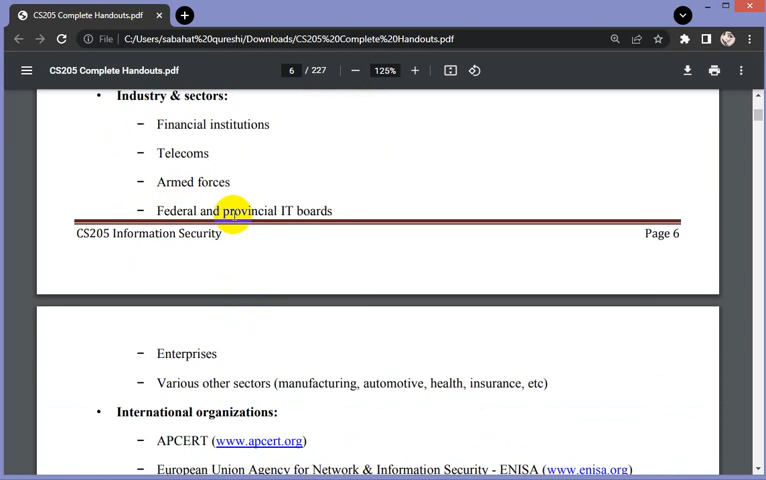 CS205 Complete Handouts.pdf
File
C:/Users/sabahat%20qureshi/Downloads/CS205%20Complete%20Handouts.pdf
CS205 Complete Handouts.pdf
6 / 227
125%
• Industry & sectors:
– Financial institutions
– Telecoms
– Armed forces
– Federal and provincial IT boards
CS205 Information Security
Page 6
– Enterprises
– Various other sectors (manufacturing, automotive, health, insurance, etc)
• International organizations:
– APCERT (www.apcert.org)
– European Union Agency for Network & Information Security - ENISA (www.enisa.org)